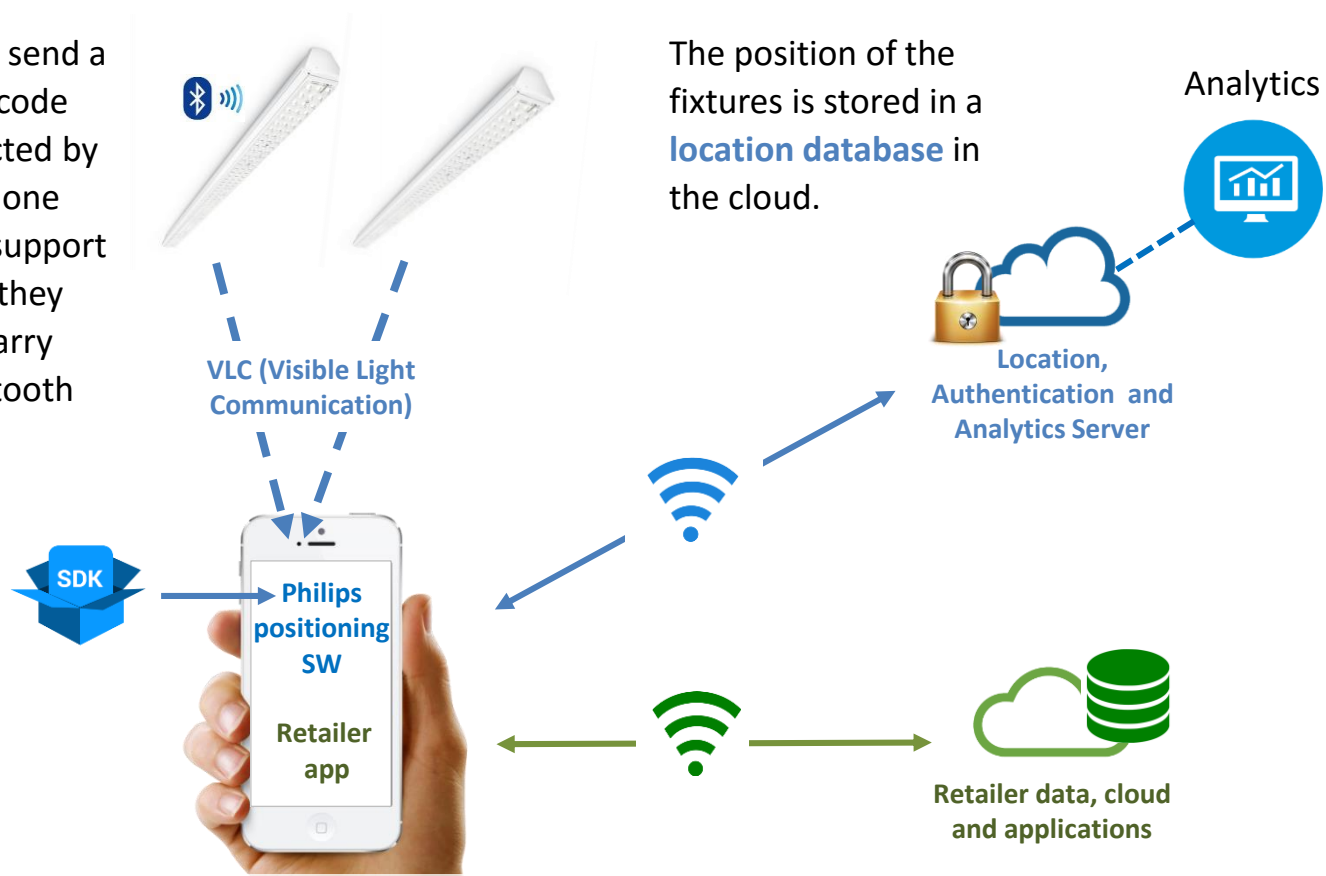 send a
code
cted by
one
support
they
arry
tooth
The position of the
fixtures is stored in a
location database in
the cloud.
Analytics
VLC (Visible Light
Communication)
Location,
Authentication and
Analytics Server
SDK
Philips
positioning
SW
Retailer
app
Retailer data, cloud
and applications